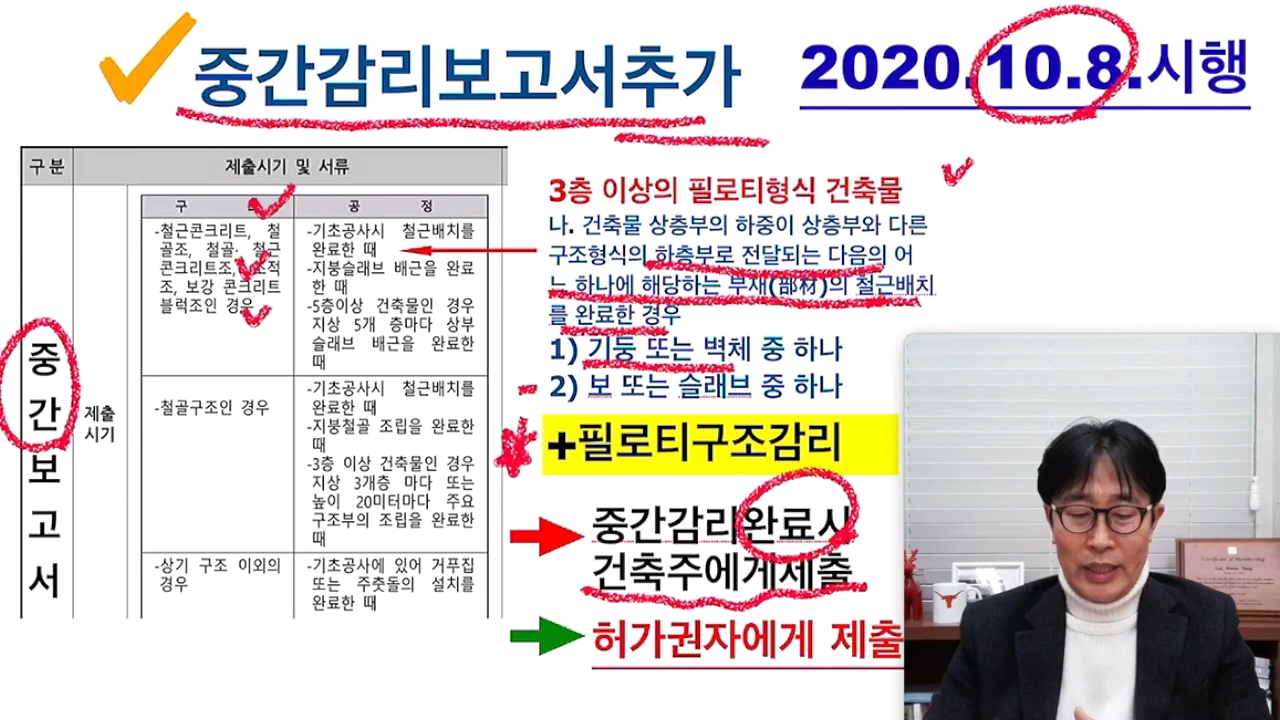 중간감리보고서추가
2020.10.8.시행
구분
제출시기 및 서류
구
공 정
-철근콘크리트, 철
골조, 철골· 철근
콘크리트조,
조, 보강 콘크리트
블럭조인 경우
-기초공사시 철근배치를
완료한 때
-지붕슬래브 배근을 완료
한 때
-5층이상 건축물인 경우
지상 5개 층마다 상부
슬래브 배근을 완료한
때
-철골구조인 경우
-기초공사시 철근배치를
완료한 때
-지붕철골 조립을 완료한
때
-3층 이상 건축물인 경우
지상 3개층 마다 또는
높이 20미터마다 주요
구조부의 조립을 완료한
때
-상기 구조 이외의
경우
-기초공사에 있어 거푸집
또는 주춧돌의 설치를
완료한 때
중
간
보
고
서
제출
시기
3층 이상의 필로티형식 건축물
나. 건축물 상층부의 하중이 상층부와 다른
구조형식의 하층부로 전달되는 다음의 어
느 하나에 해당하는 부재(部材)의 철근배치
를 완료한 경우
1) 기둥 또는 벽체 중 하나
2) 보 또는 슬래브 중 하나
+필로티구조감리
중간감리완료시
건축주에게제출
허가권자에게 제출
Certificate of Membership